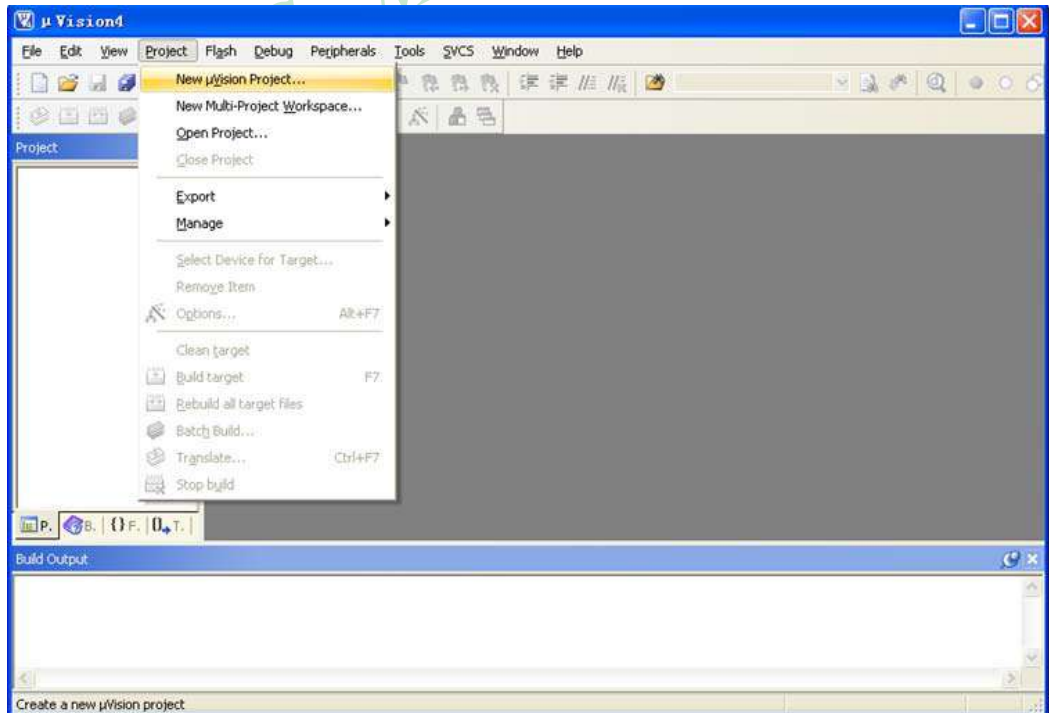 μVision4
File Edit View Project Flash Debug Peripherals Tools SVCS Window Help
New μVision Project...
New Multi-Project Workspace...
Open Project...
Close Project
Export
Manage
Select Device for Target...
Remove Item
Options... Alt+F7
Clean target
Build target F7
Rebuild all target files
Batch Build...
Translate... Ctrl+F7
Stop build
Project
P. B. {} F. 0 T.
Build Output
Create a new μVision project